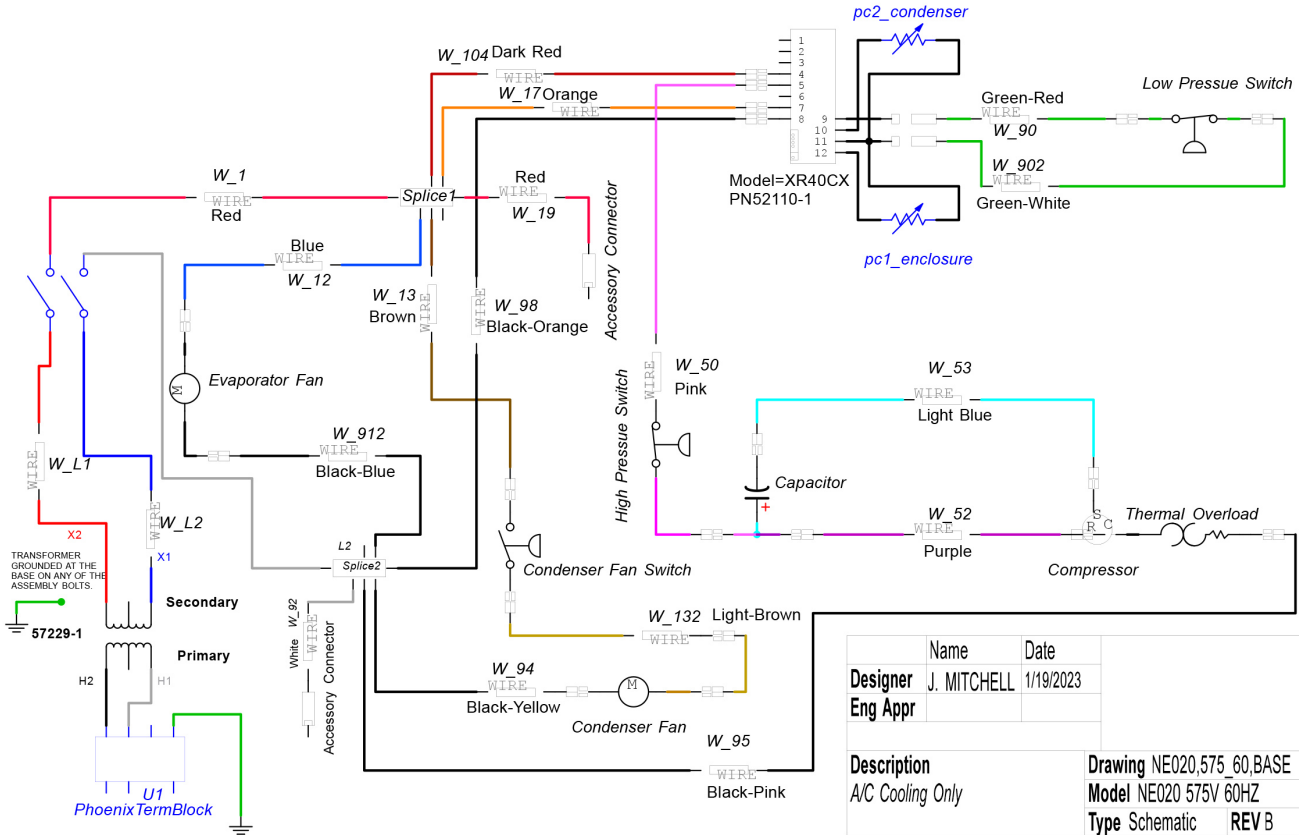 pc2_condenser
W_104 Dark Red
WIRE
W_17 Orange
WIRE
1
2
3
4
5
6
7
8
9
10
11
12
Model=XR40CX
PN52110-1
Low Pressue Switch
Green-Red
WIRE
W_90
W_902
WIRE
Green-White
pc1_enclosure
W_1
WIRE
Red
Splice1
Red
WIRE
W_19
Accessory Connector
Blue
WIRE
W_12
W_13
Brown
WIRE
W_98
Black-Orange
WIRE
M
Evaporator Fan
W_912
WIRE
Black-Blue
High Pressue Switch
WIRE
W_50
Pink
W_53
WIRE
Light Blue
Capacitor
+
W_52
WIRE
Purple
S
R C
Thermal Overload
Compressor
WIRE
W_L1
WIRE
W_L2
X2
X1
TRANSFORMER
GROUNDED AT THE
BASE ON ANY OF THE
ASSEMBLY BOLTS.
57229-1
Secondary
Primary
H2
H1
U1
PhoenixTermBlock
L2
Splice2
White
W_92
WIRE
Accessory Connector
Condenser Fan Switch
W_132
WIRE
Light-Brown
W_94
WIRE
Black-Yellow
M
Condenser Fan
W_95
WIRE
Black-Pink
Name Date
Designer J. MITCHELL 1/19/2023
Eng Appr
Description
A/C Cooling Only
Drawing NE020,575_60,BASE
Model NE020 575V 60HZ
Type Schematic REV B